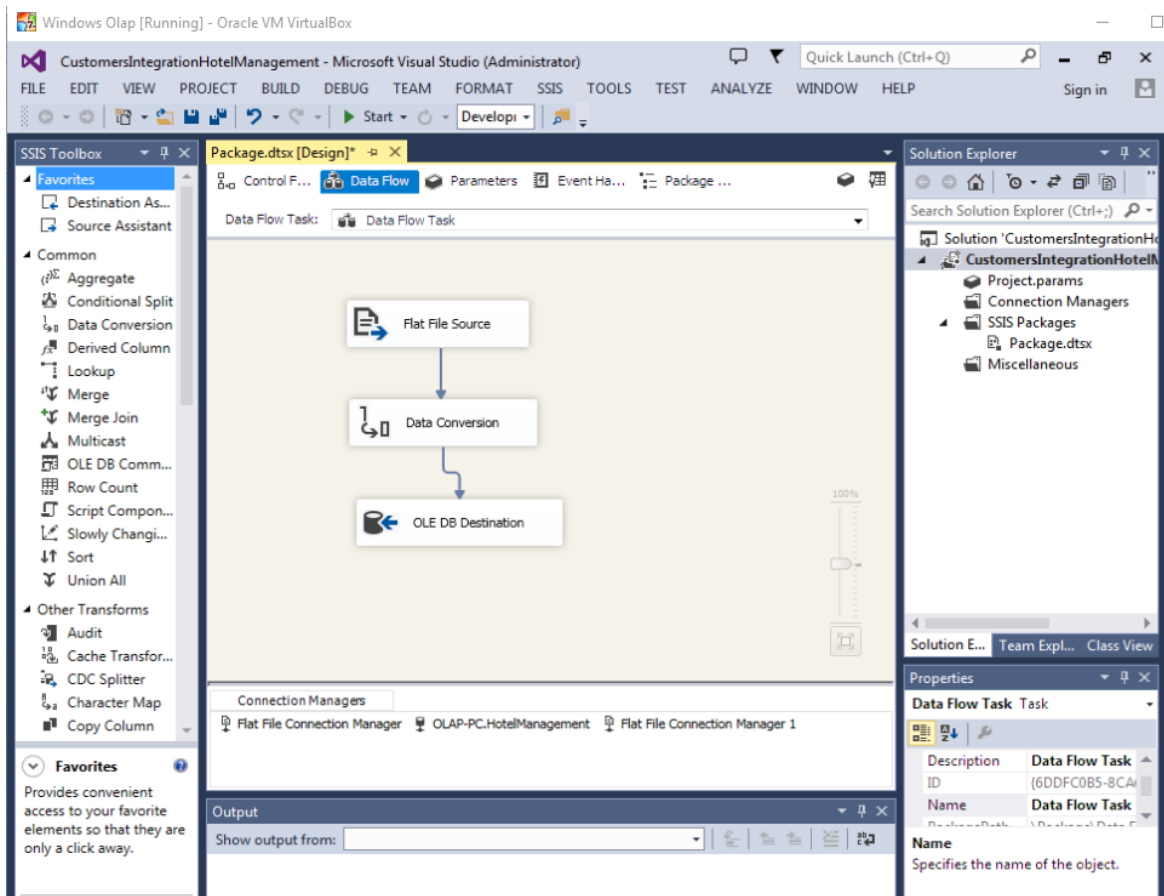 Windows Olap [Running] - Oracle VM VirtualBox
CustomersIntegrationHotelManagement - Microsoft Visual Studio (Administrator)
Quick Launch (Ctrl+Q)
FILE EDIT VIEW PROJECT BUILD DEBUG TEAM FORMAT SSIS TOOLS TEST ANALYZE WINDOW HELP Sign in
Start Develop
SSIS Toolbox
Favorites
Destination As...
Source Assistant
Common
Aggregate
Conditional Split
Data Conversion
Derived Column
Lookup
Merge
Merge Join
Multicast
OLE DB Comm...
Row Count
Script Compon...
Slowly Changi...
Sort
Union All
Other Transforms
Audit
Cache Transfor...
CDC Splitter
Character Map
Copy Column
Favorites
Provides convenient
access to your favorite
elements so that they are
only a click away.
Package.dtsx [Design]*
Control F... Data Flow Parameters Event Ha... Package ...
Data Flow Task: Data Flow Task
Flat File Source
Data Conversion
OLE DB Destination
100%
Connection Managers
Flat File Connection Manager OLAP-PC.HotelManagement Flat File Connection Manager 1
Output
Show output from:
Solution Explorer
Search Solution Explorer (Ctrl+;)
Solution 'CustomersIntegrationHo
CustomersIntegrationHotelM
Project.params
Connection Managers
SSIS Packages
Package.dtsx
Miscellaneous
Solution E... Team Expl... Class View
Properties
Data Flow Task Task
Description Data Flow Task
ID {6DDFC0B5-8CA
Name Data Flow Task
Name
Specifies the name of the object.